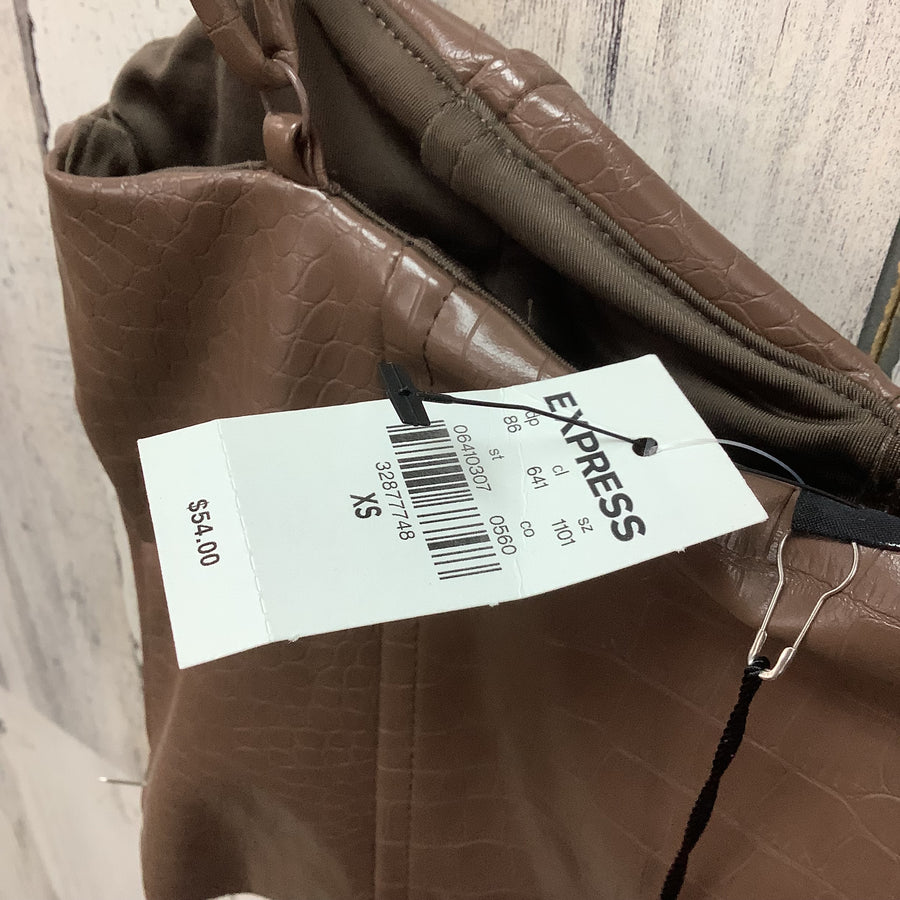 EXPRESS
dp cl sz
86 641 1101
st co
06410307 0560
32877748
XS
$54.00